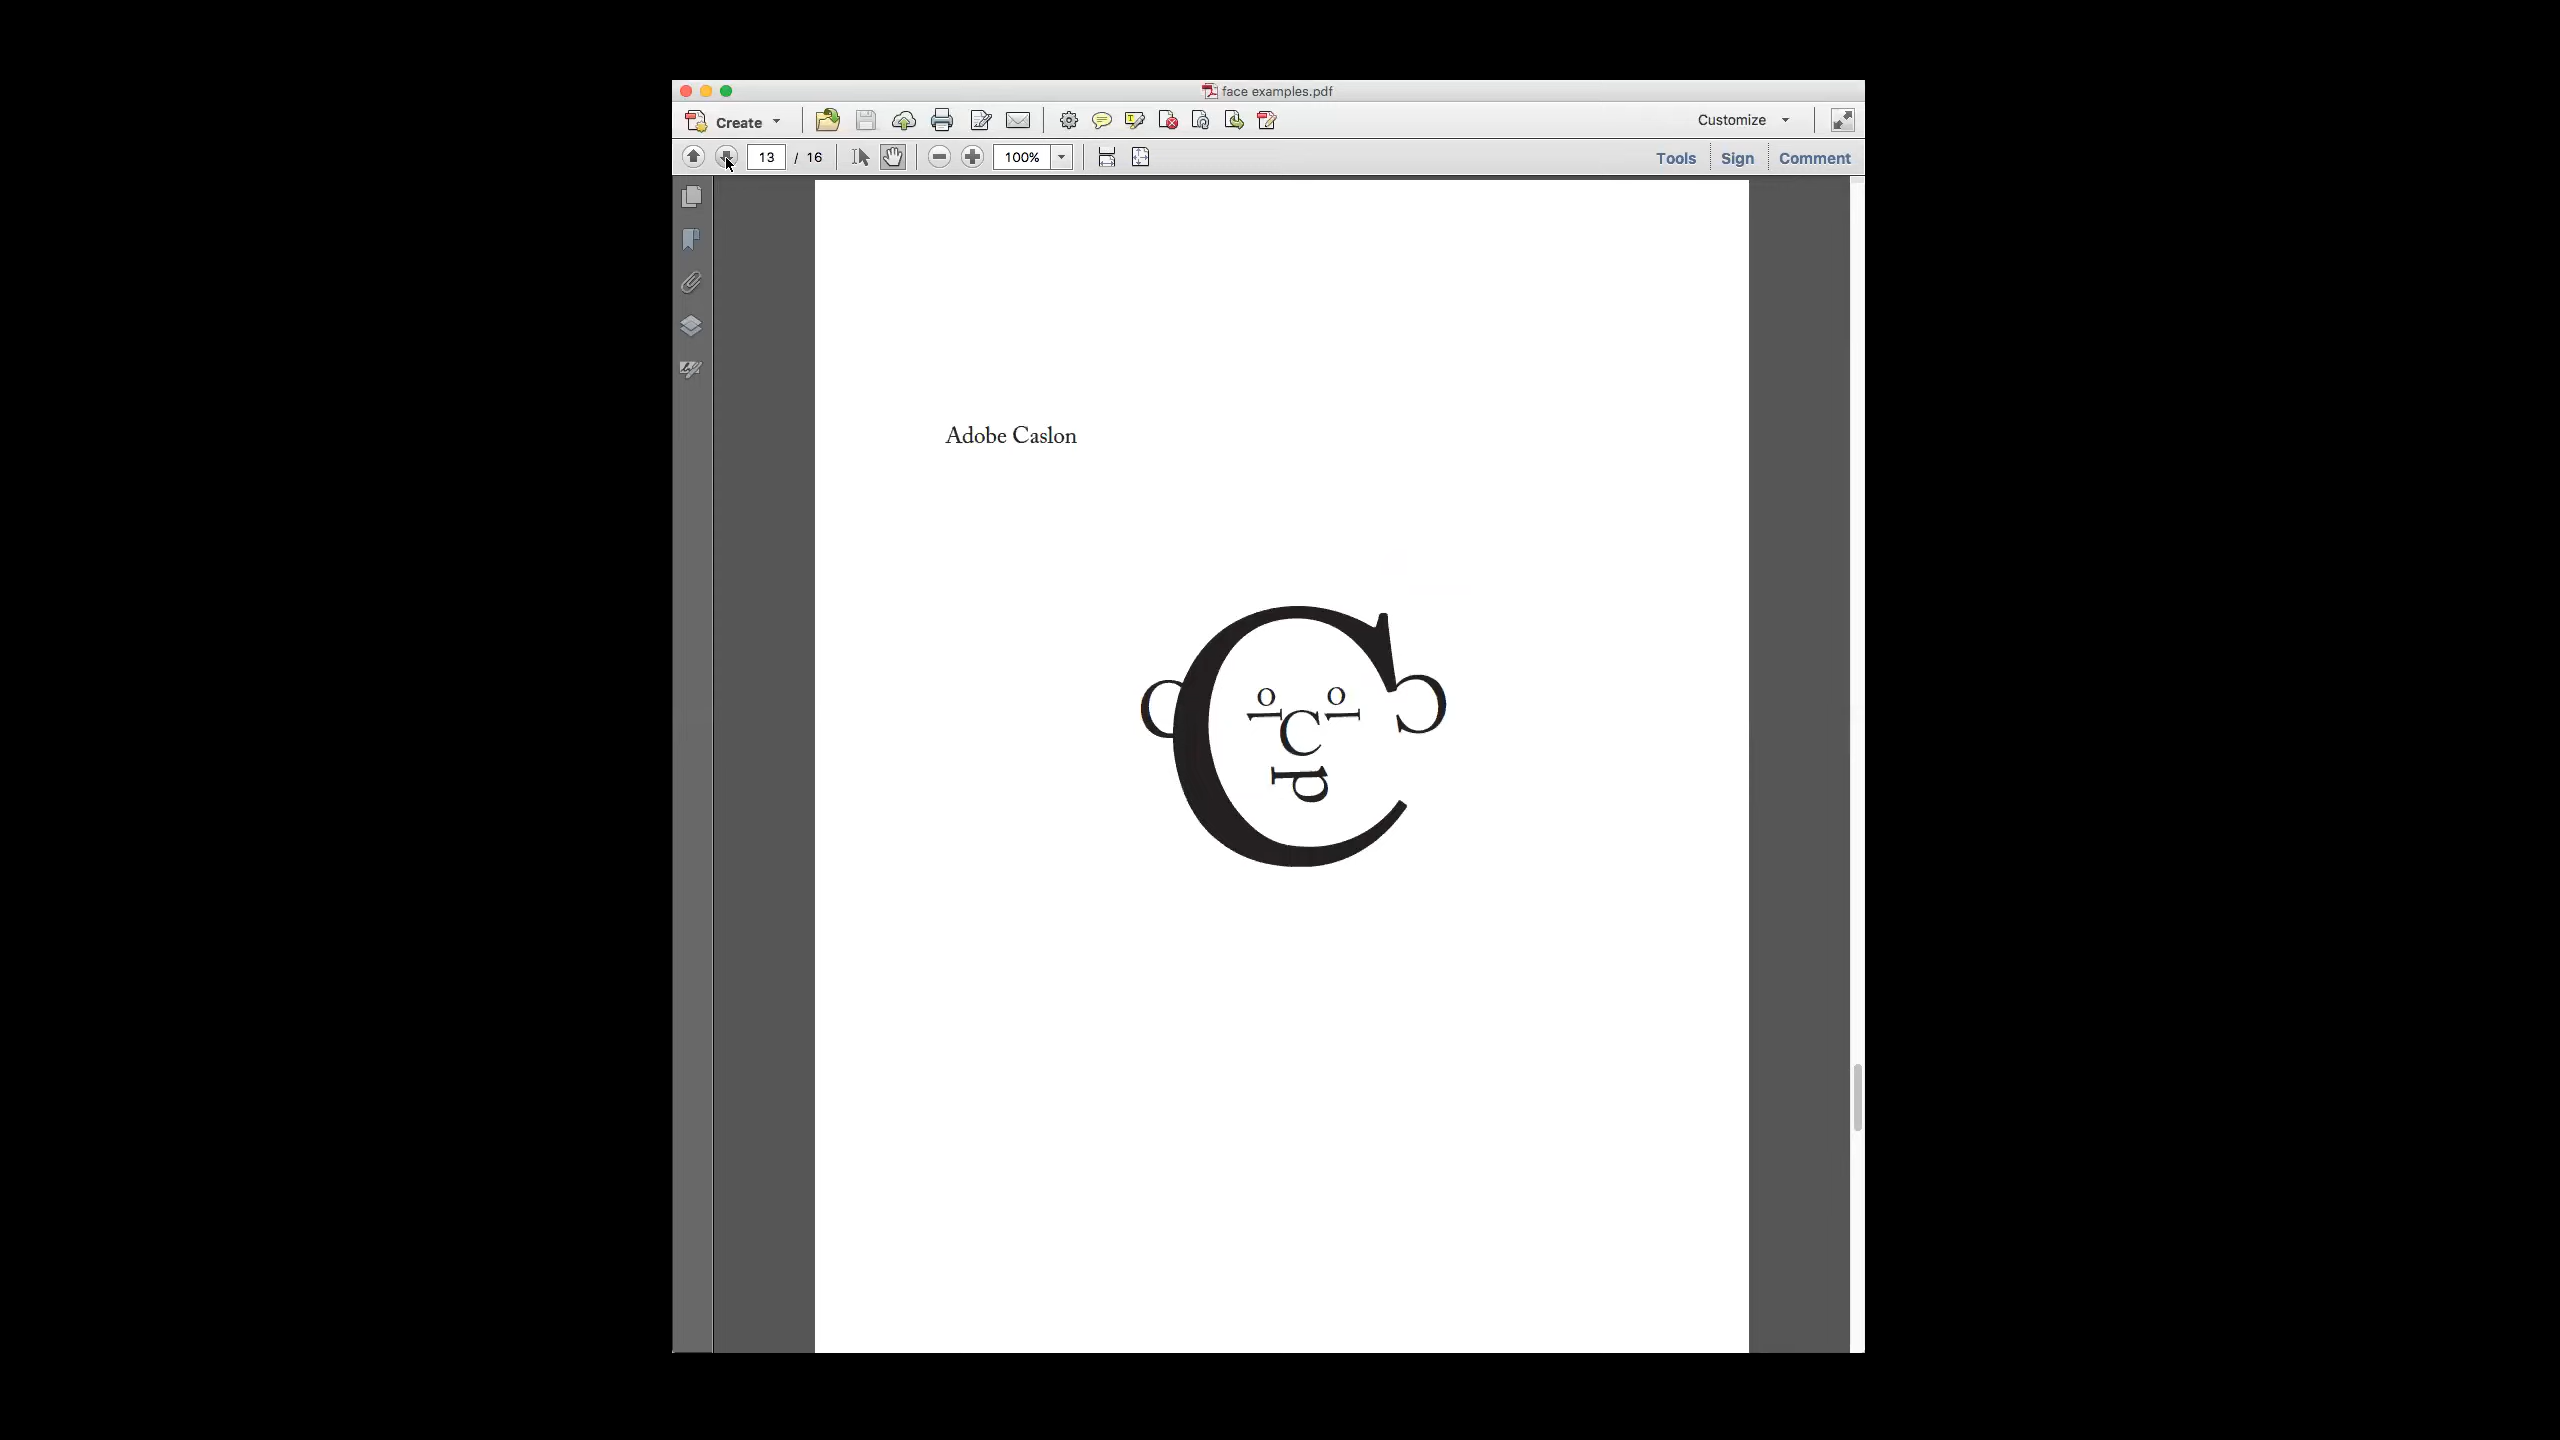 face examples.pdf
Create
Customize
13 / 16
100%
Tools Sign Comment
Adobe Caslon
C
C C
o o
l l
C
d